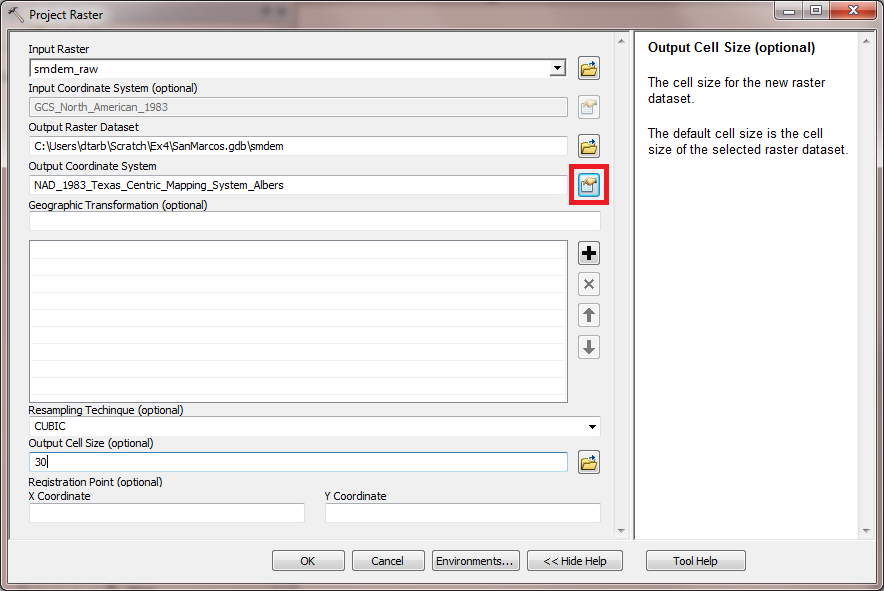 Project Raster
Input Raster
smdem_raw
Input Coordinate System (optional)
GCS_North_American_1983
Output Raster Dataset
C:\Users\dtarb\Scratch\Ex4\SanMarcos.gdb\smdem
Output Coordinate System
NAD_1983_Texas_Centric_Mapping_System_Albers
Geographic Transformation (optional)
Resampling Techinque (optional)
CUBIC
Output Cell Size (optional)
30
Registration Point (optional)
X Coordinate Y Coordinate
OK Cancel Environments... << Hide Help Tool Help
Output Cell Size (optional)
The cell size for the new raster
dataset.
The default cell size is the cell
size of the selected raster dataset.